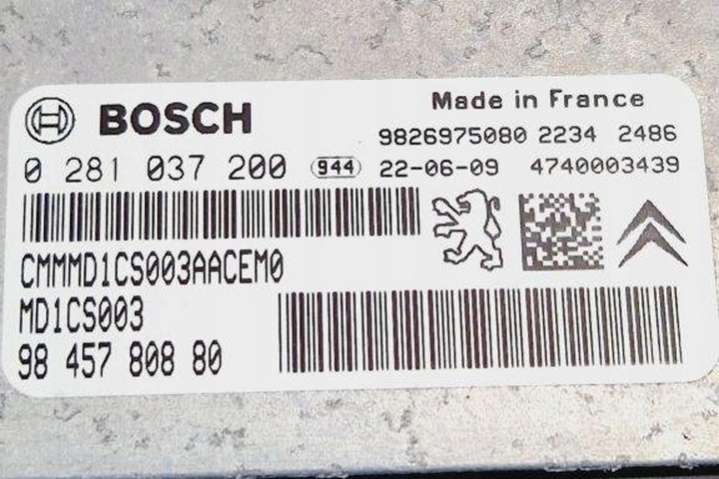 BOSCH
Made in France
9826975080 2234 2486
0 281 037 200 944 22-06-09 4740003439
CMMMD1CS003AACEM0
MD1CS003
98 457 808 80